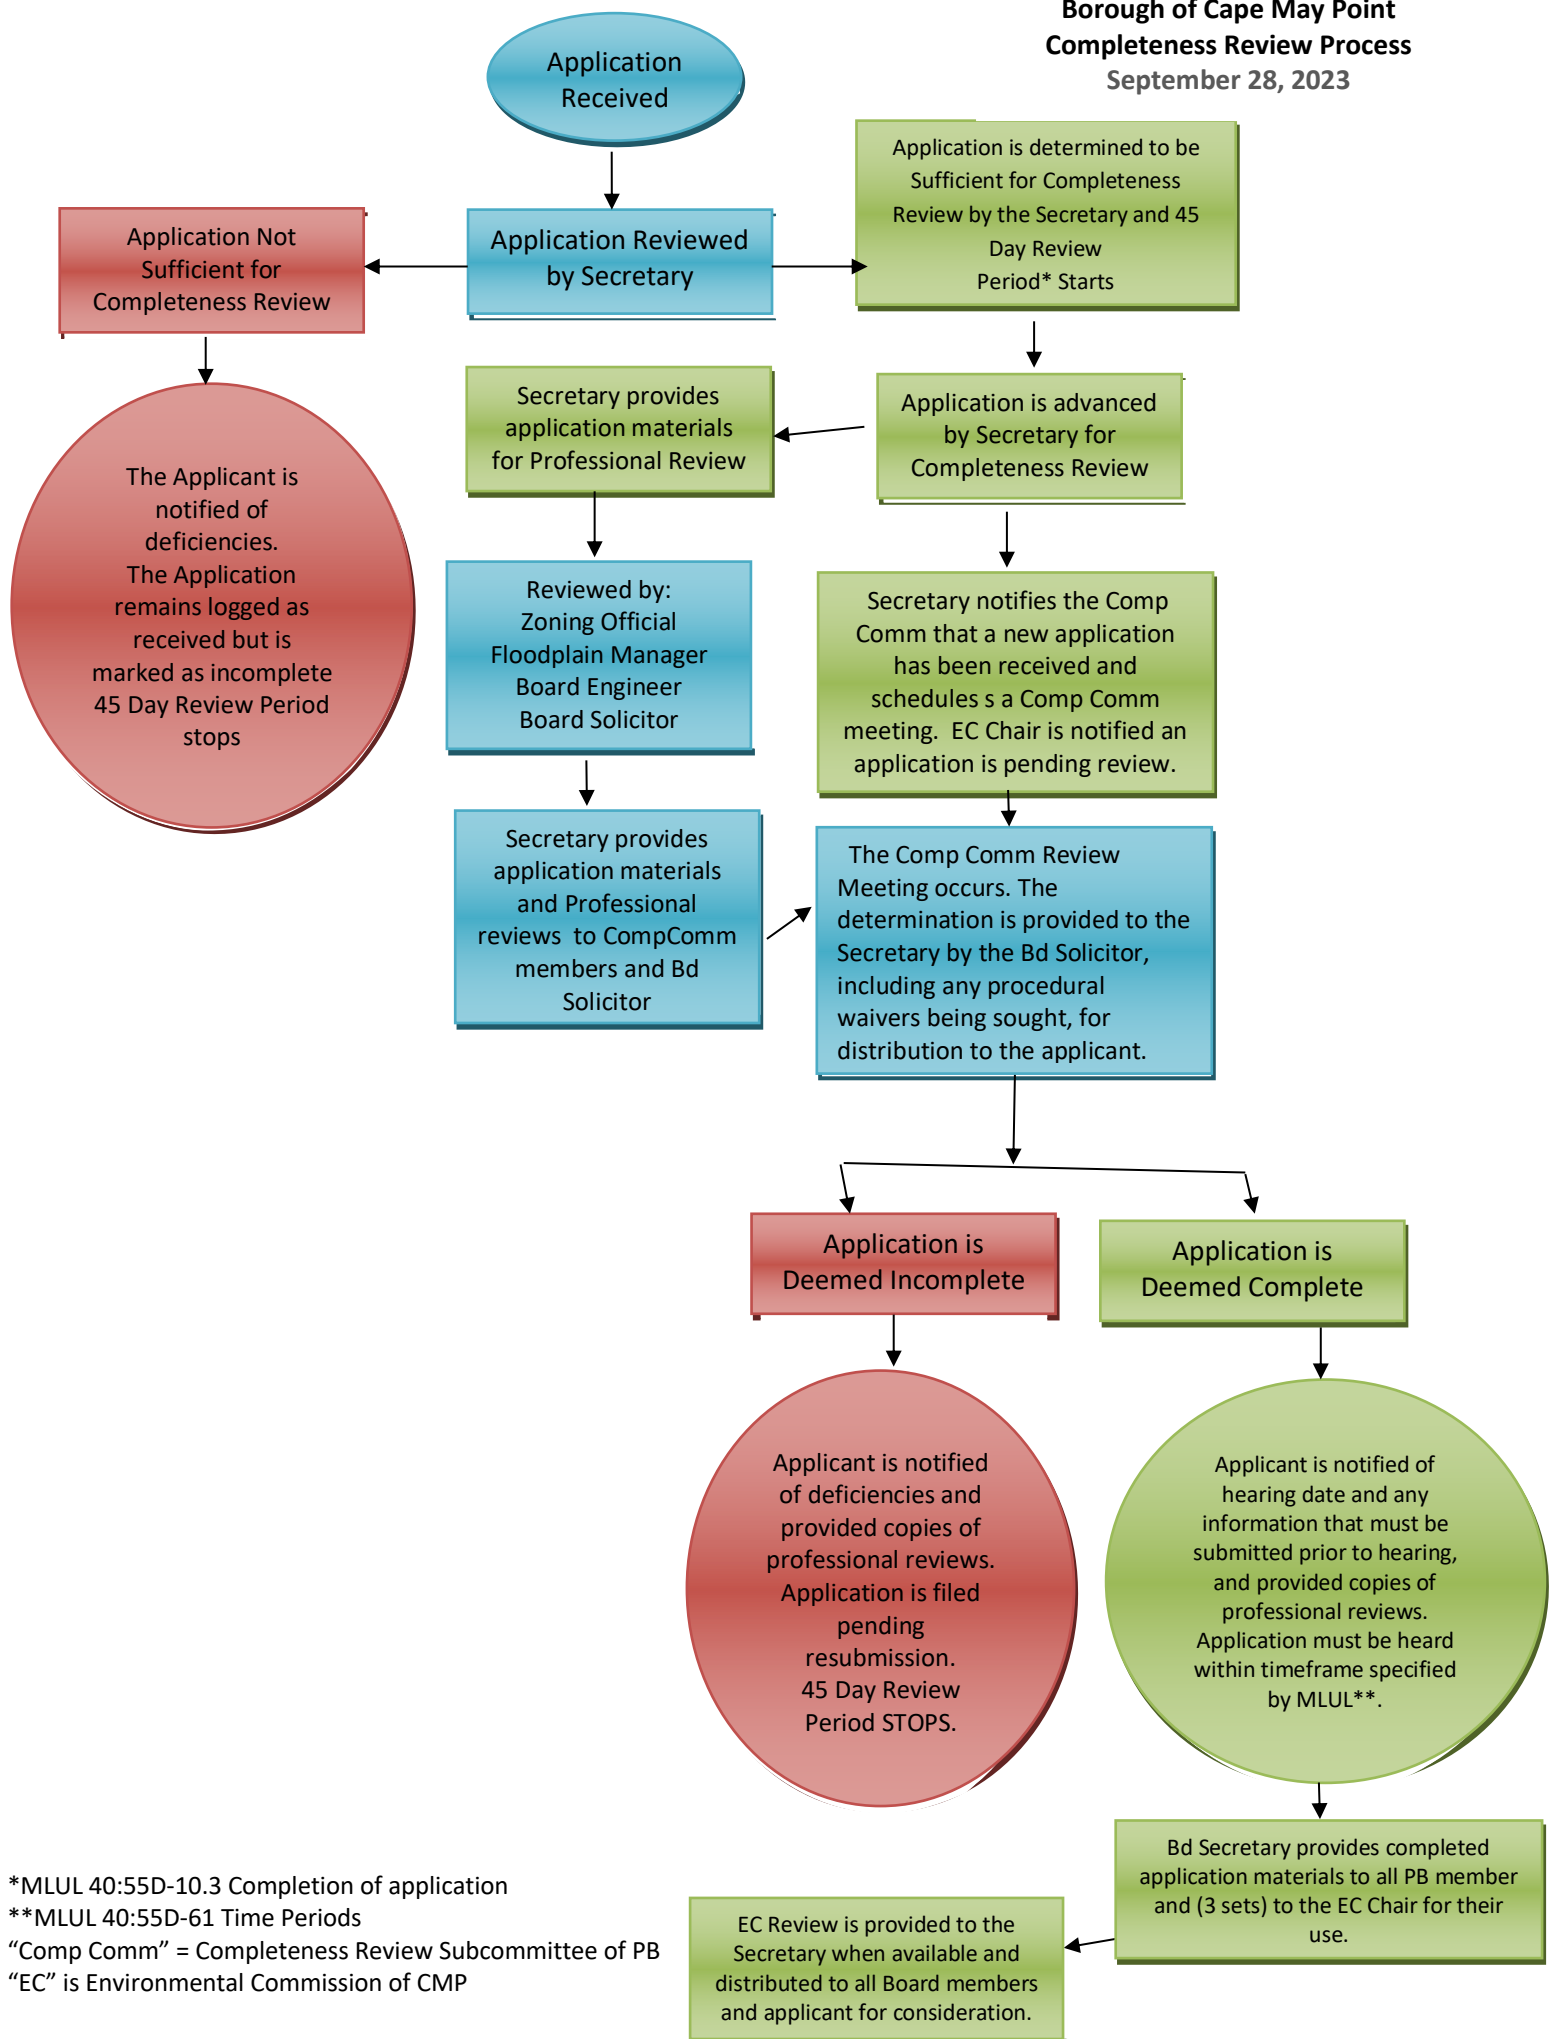 Borough of Cape May Point
Completeness Review Process
September 28, 2023
Application
Received
Application is determined to be
Sufficient for Completeness
Review by the Secretary and 45
Day Review
Period* Starts
Application Not
Sufficient for
Completeness Review
Application Reviewed
by Secretary
The Applicant is
notified of
deficiencies.
The Application
remains logged as
received but is
marked as incomplete
45 Day Review Period
stops
Secretary provides
application materials
for Professional Review
Application is advanced
by Secretary for
Completeness Review
Reviewed by:
Zoning Official
Floodplain Manager
Board Engineer
Board Solicitor
Secretary notifies the Comp
Comm that a new application
has been received and
schedules s a Comp Comm
meeting.  EC Chair is notified an
application is pending review.
Secretary provides
application materials
and Professional
reviews  to CompComm
members and Bd
Solicitor
The Comp Comm Review
Meeting occurs. The
determination is provided to the
Secretary by the Bd Solicitor,
including any procedural
waivers being sought, for
distribution to the applicant.
Application is
Deemed Incomplete
Application is
Deemed Complete
Applicant is notified
of deficiencies and
provided copies of
professional reviews.
Application is filed
pending
resubmission.
45 Day Review
Period STOPS.
Applicant is notified of
hearing date and any
information that must be
submitted prior to hearing,
and provided copies of
professional reviews.
Application must be heard
within timeframe specified
by MLUL**.
Bd Secretary provides completed
application materials to all PB member
and (3 sets) to the EC Chair for their
use.
EC Review is provided to the
Secretary when available and
distributed to all Board members
and applicant for consideration.
*MLUL 40:55D-10.3 Completion of application
**MLUL 40:55D-61 Time Periods
“Comp Comm” = Completeness Review Subcommittee of PB
“EC” is Environmental Commission of CMP